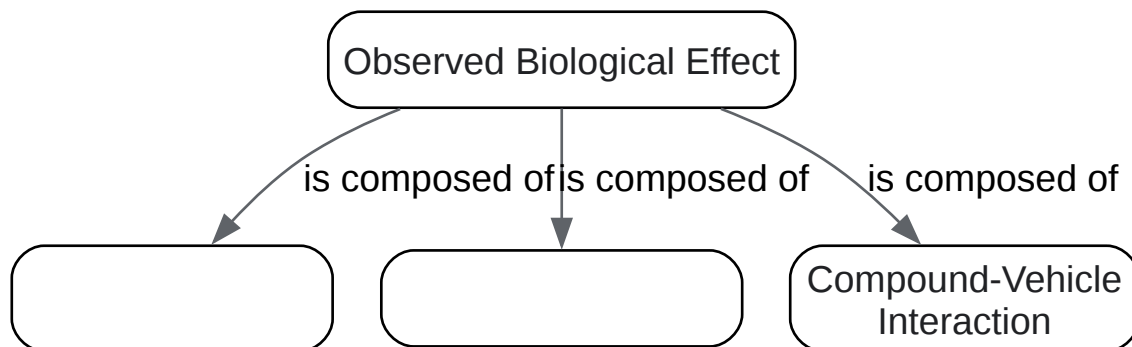 Observed Biological Effect
is composed of
is composed of
is composed of
Compound-Vehicle
Interaction